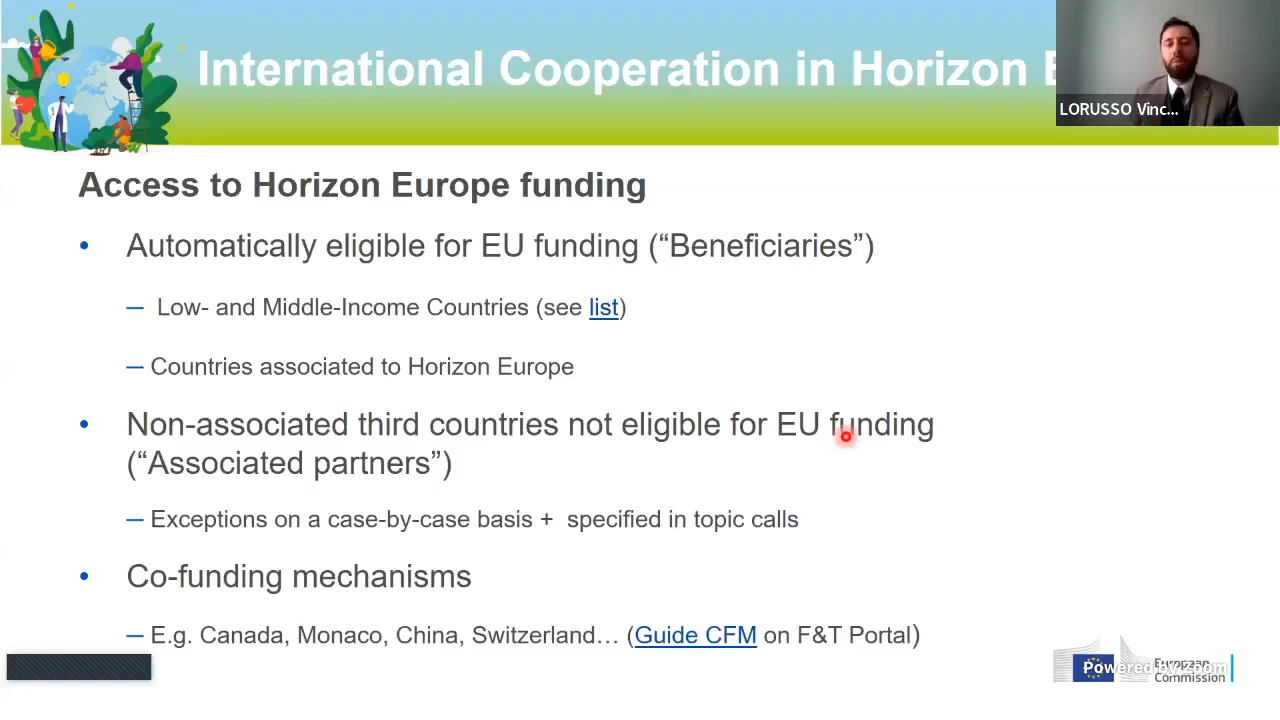 International Cooperation in Horizon E
LORUSSO Vinc...
Access to Horizon Europe funding
• Automatically eligible for EU funding (“Beneficiaries”)
— Low- and Middle-Income Countries (see list)
— Countries associated to Horizon Europe
• Non-associated third countries not eligible for EU funding
(“Associated partners”)
— Exceptions on a case-by-case basis + specified in topic calls
• Co-funding mechanisms
— E.g. Canada, Monaco, China, Switzerland… (Guide CFM on F&T Portal)
Powered by Zoom
European
Commission